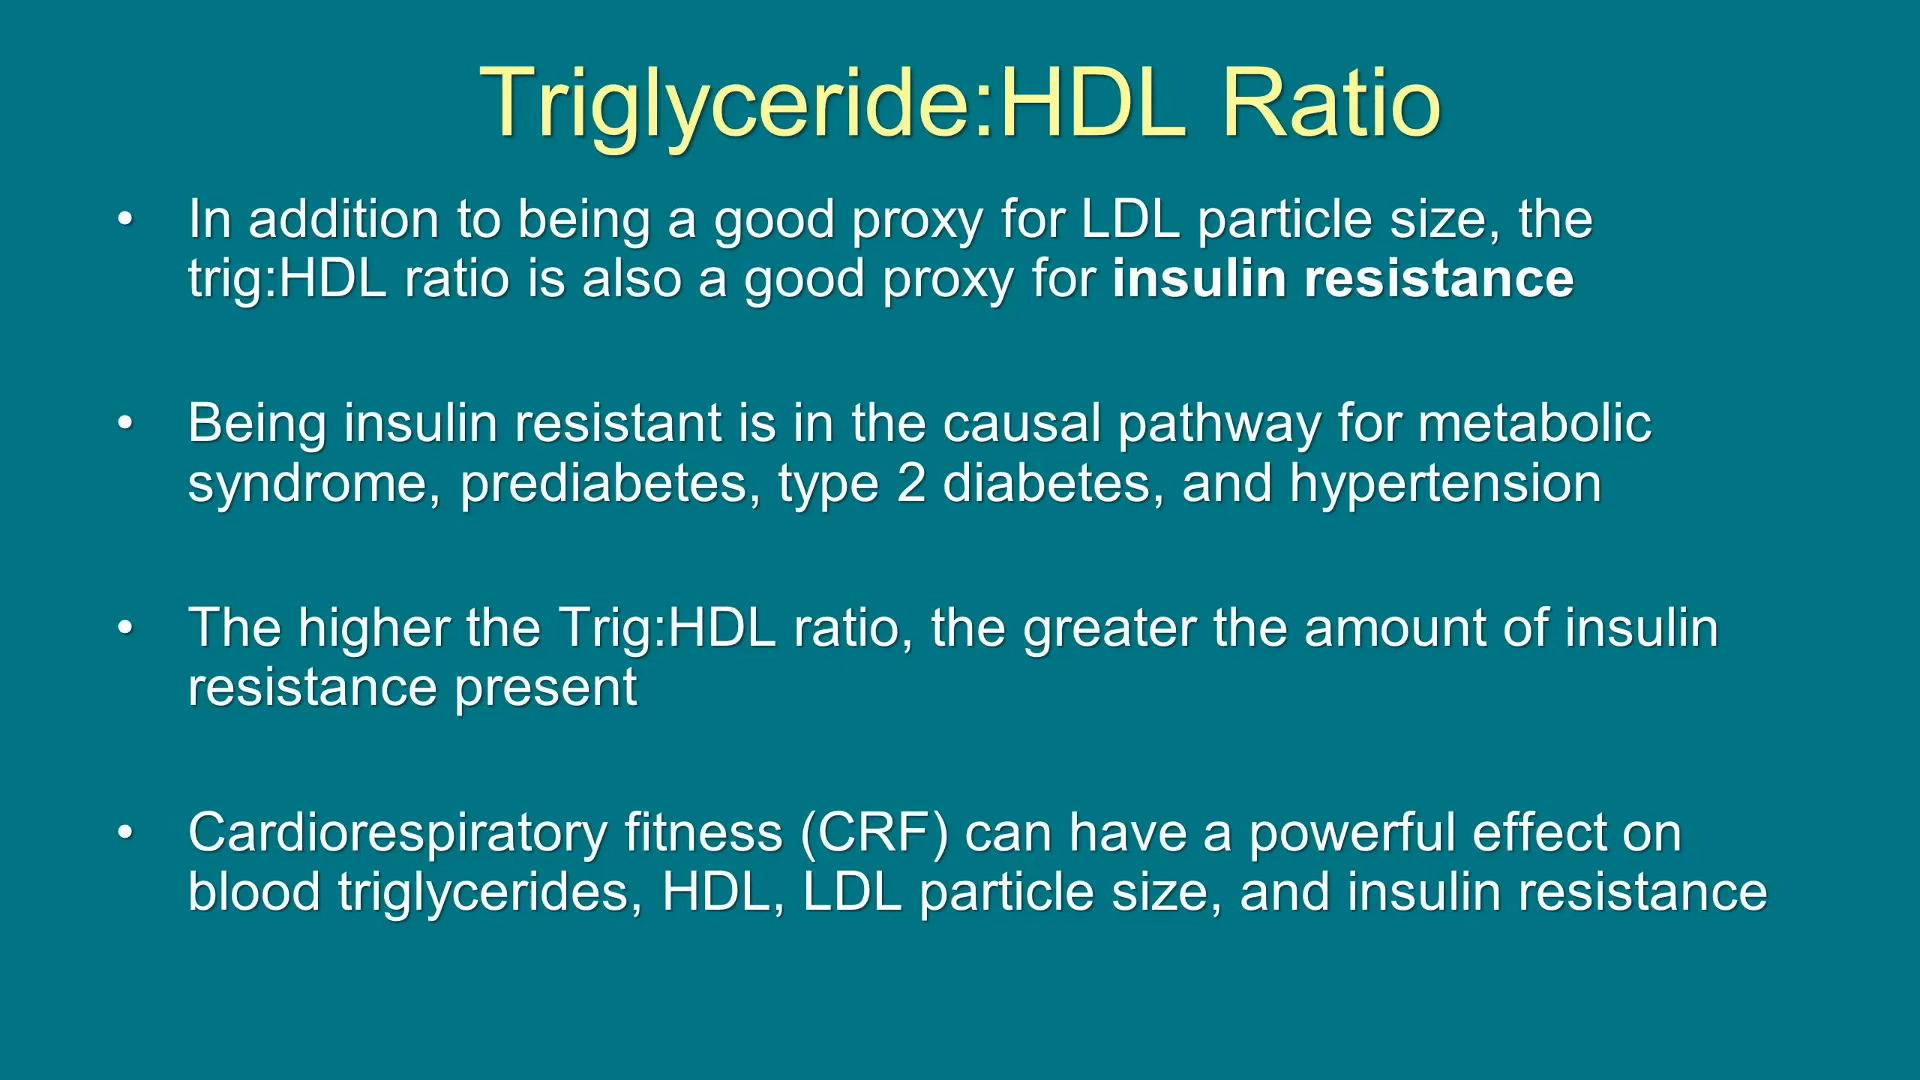 Triglyceride:HDL Ratio
• In addition to being a good proxy for LDL particle size, the
trig:HDL ratio is also a good proxy for insulin resistance
• Being insulin resistant is in the causal pathway for metabolic
syndrome, prediabetes, type 2 diabetes, and hypertension
• The higher the Trig:HDL ratio, the greater the amount of insulin
resistance present
• Cardiorespiratory fitness (CRF) can have a powerful effect on
blood triglycerides, HDL, LDL particle size, and insulin resistance